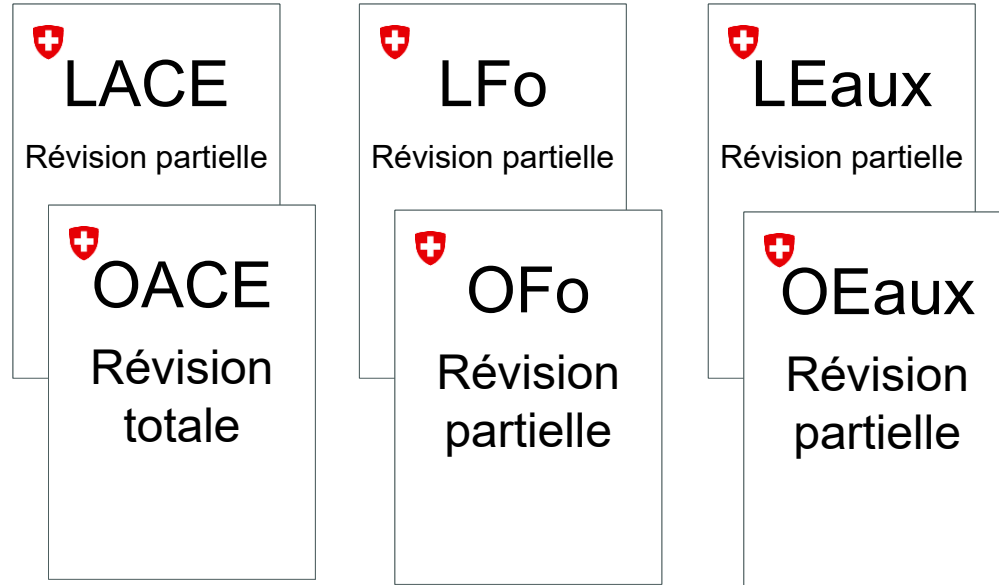 LACE
Révision partielle
OACE
Révision
totale
LFo
Révision partielle
OFo
Révision
partielle
LEaux
Révision partielle
OEaux
Révision
partielle